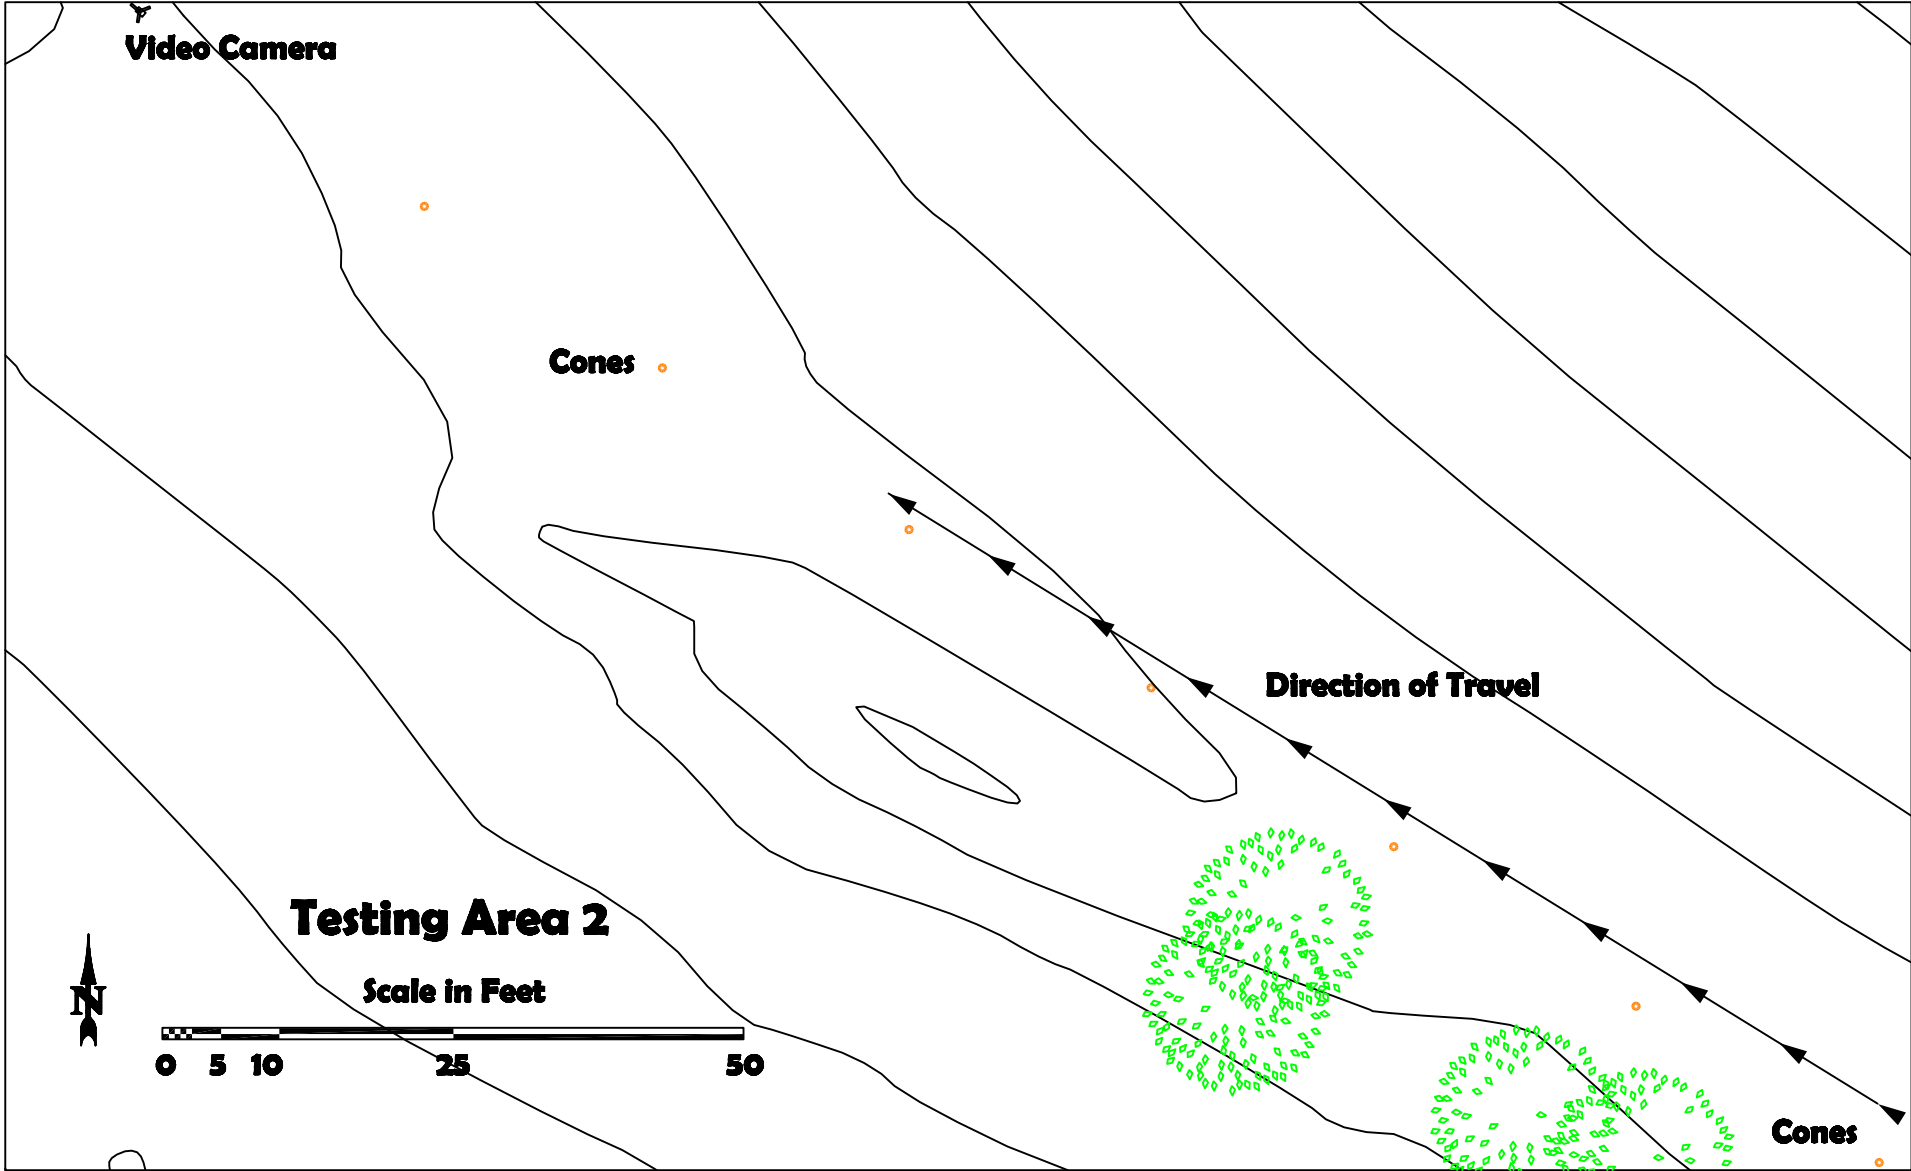 Video Camera
Cones
Direction of Travel
Testing Area 2
Scale in Feet
N
0 5 10 25 50
Cones